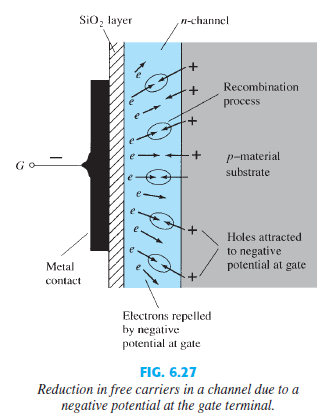 SiO2 layer
n-channel
Recombination
process
p-material
substrate
G
Holes attracted
to negative
potential at gate
Metal
contact
Electrons repelled
by negative
potential at gate
e
e
e
e
e
e
e
e
e
e
+
+
+
+
+
+
–
FIG. 6.27
Reduction in free carriers in a channel due to a
negative potential at the gate terminal.